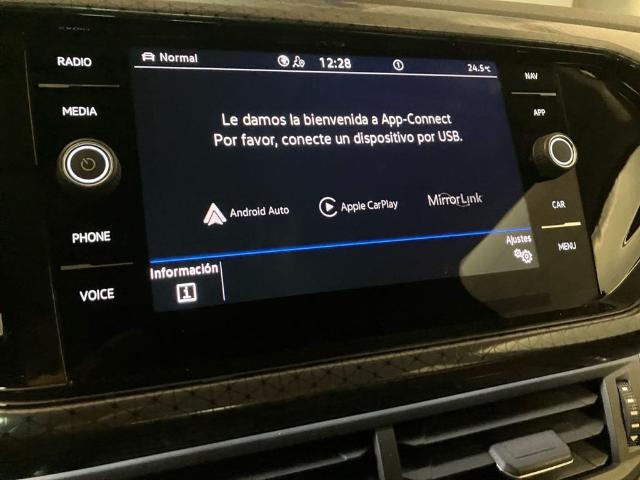 RADIO
MEDIA
PHONE
VOICE
Normal
12:28
24.5°C
Le damos la bienvenida a App-Connect
Por favor, conecte un dispositivo por USB.
Android Auto
Apple CarPlay
MirrorLink
Información
Ajustes
NAV
APP
CAR
MENU